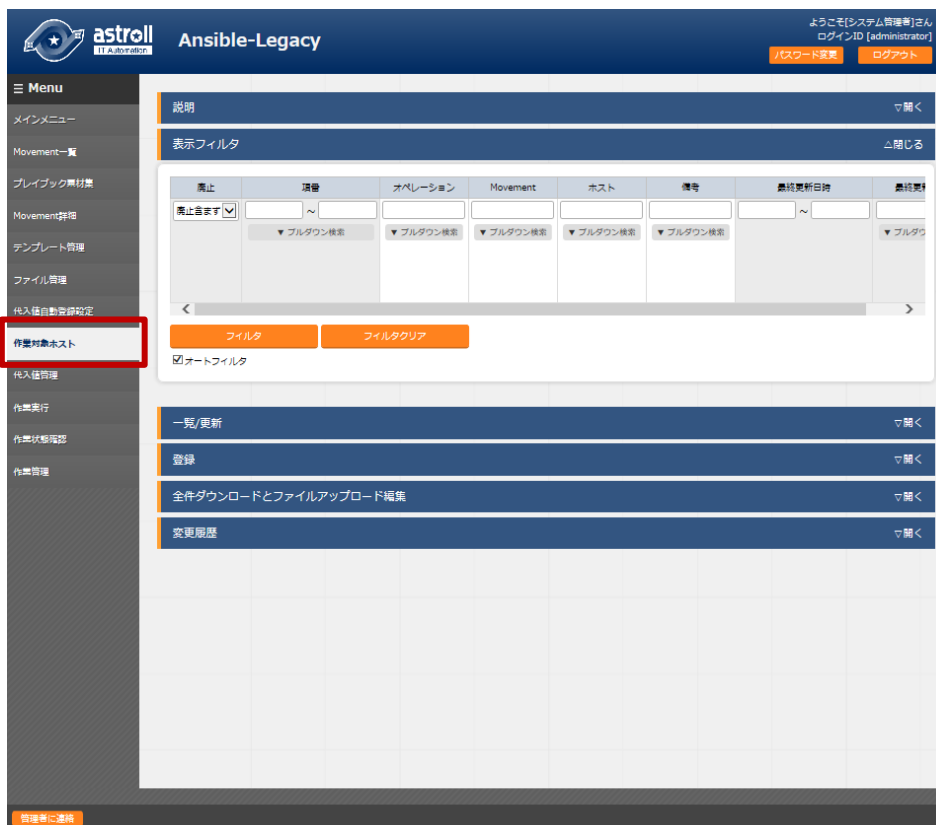 astroll
IT Automation
Ansible-Legacy
ようこそ[システム管理者]さん
ログインID [administrator]
パスワード変更
ログアウト
☰ Menu
メインメニュー
Movement一覧
プレイブック素材集
Movement詳細
テンプレート管理
ファイル管理
代入値自動登録設定
作業対象ホスト
代入値管理
作業実行
作業状態確認
作業管理
説明
▽開く
表示フィルタ
△閉じる
廃止 項番 オペレーション Movement ホスト 備考 最終更新日時 最終更新
廃止含まず ～ ～
▼ プルダウン検索 ▼ プルダウン検索 ▼ プルダウン検索 ▼ プルダウン検索 ▼ プルダウン検索 ▼ プルダウ
フィルタ
フィルタクリア
オートフィルタ
一覧/更新
▽開く
登録
▽開く
全件ダウンロードとファイルアップロード編集
▽開く
変更履歴
▽開く
管理者に連絡